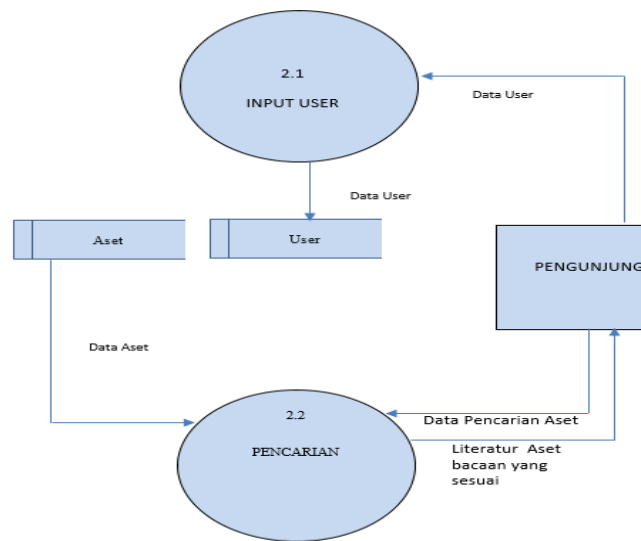 2.1
INPUT USER
Data User
Data User
Aset
User
PENGUNJUNG
Data Aset
2.2
PENCARIAN
Data Pencarian Aset
Literatur Aset
bacaan yang
sesuai